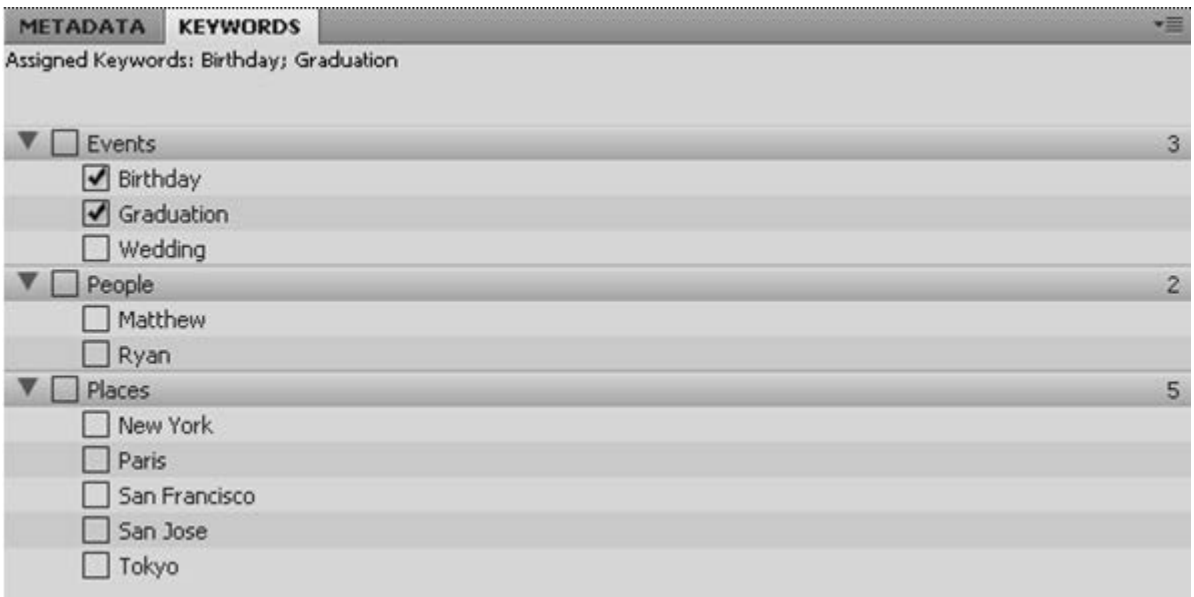 METADATA KEYWORDS
Assigned Keywords: Birthday; Graduation
Events 3
Birthday
Graduation
Wedding
People 2
Matthew
Ryan
Places 5
New York
Paris
San Francisco
San Jose
Tokyo